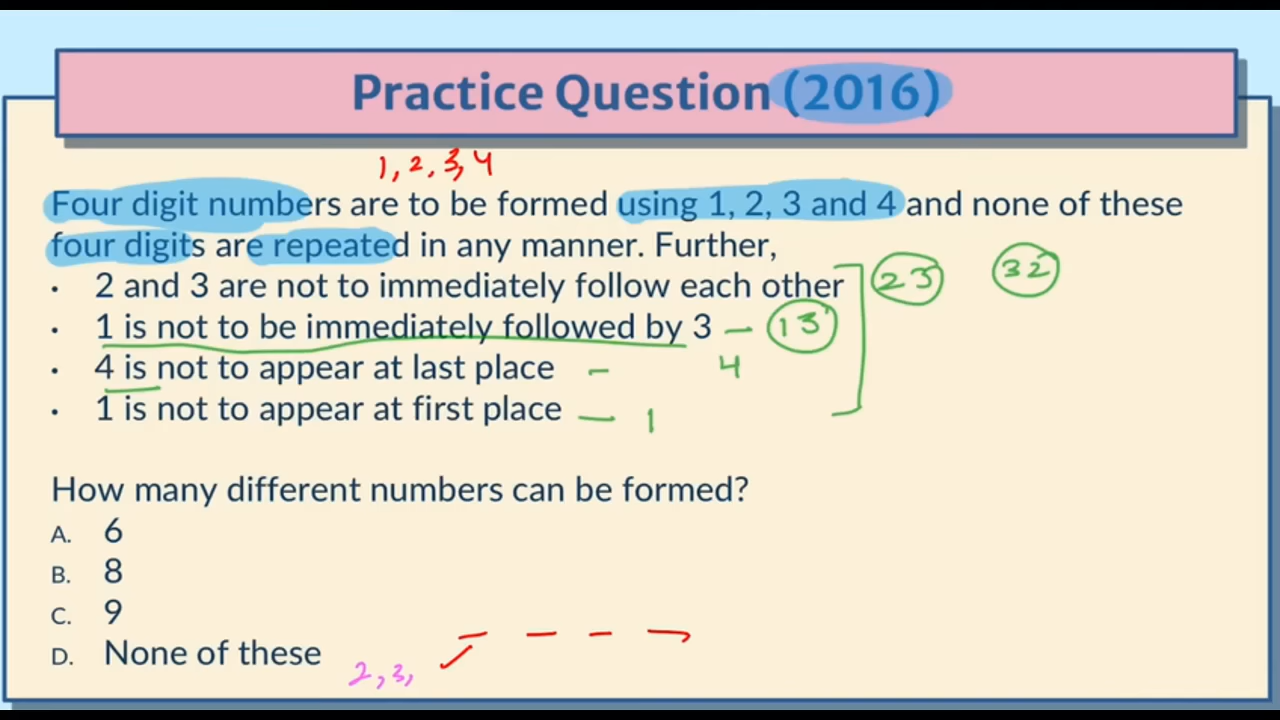 Practice Question (2016)
1, 2, 3, 4
Four digit numbers are to be formed using 1, 2, 3 and 4 and none of these
four digits are repeated in any manner. Further,
• 2 and 3 are not to immediately follow each other 23 32
• 1 is not to be immediately followed by 3 – 13
• 4 is not to appear at last place – 4
• 1 is not to appear at first place – 1
How many different numbers can be formed?
A. 6
B. 8
C. 9
D. None of these
2, 3,